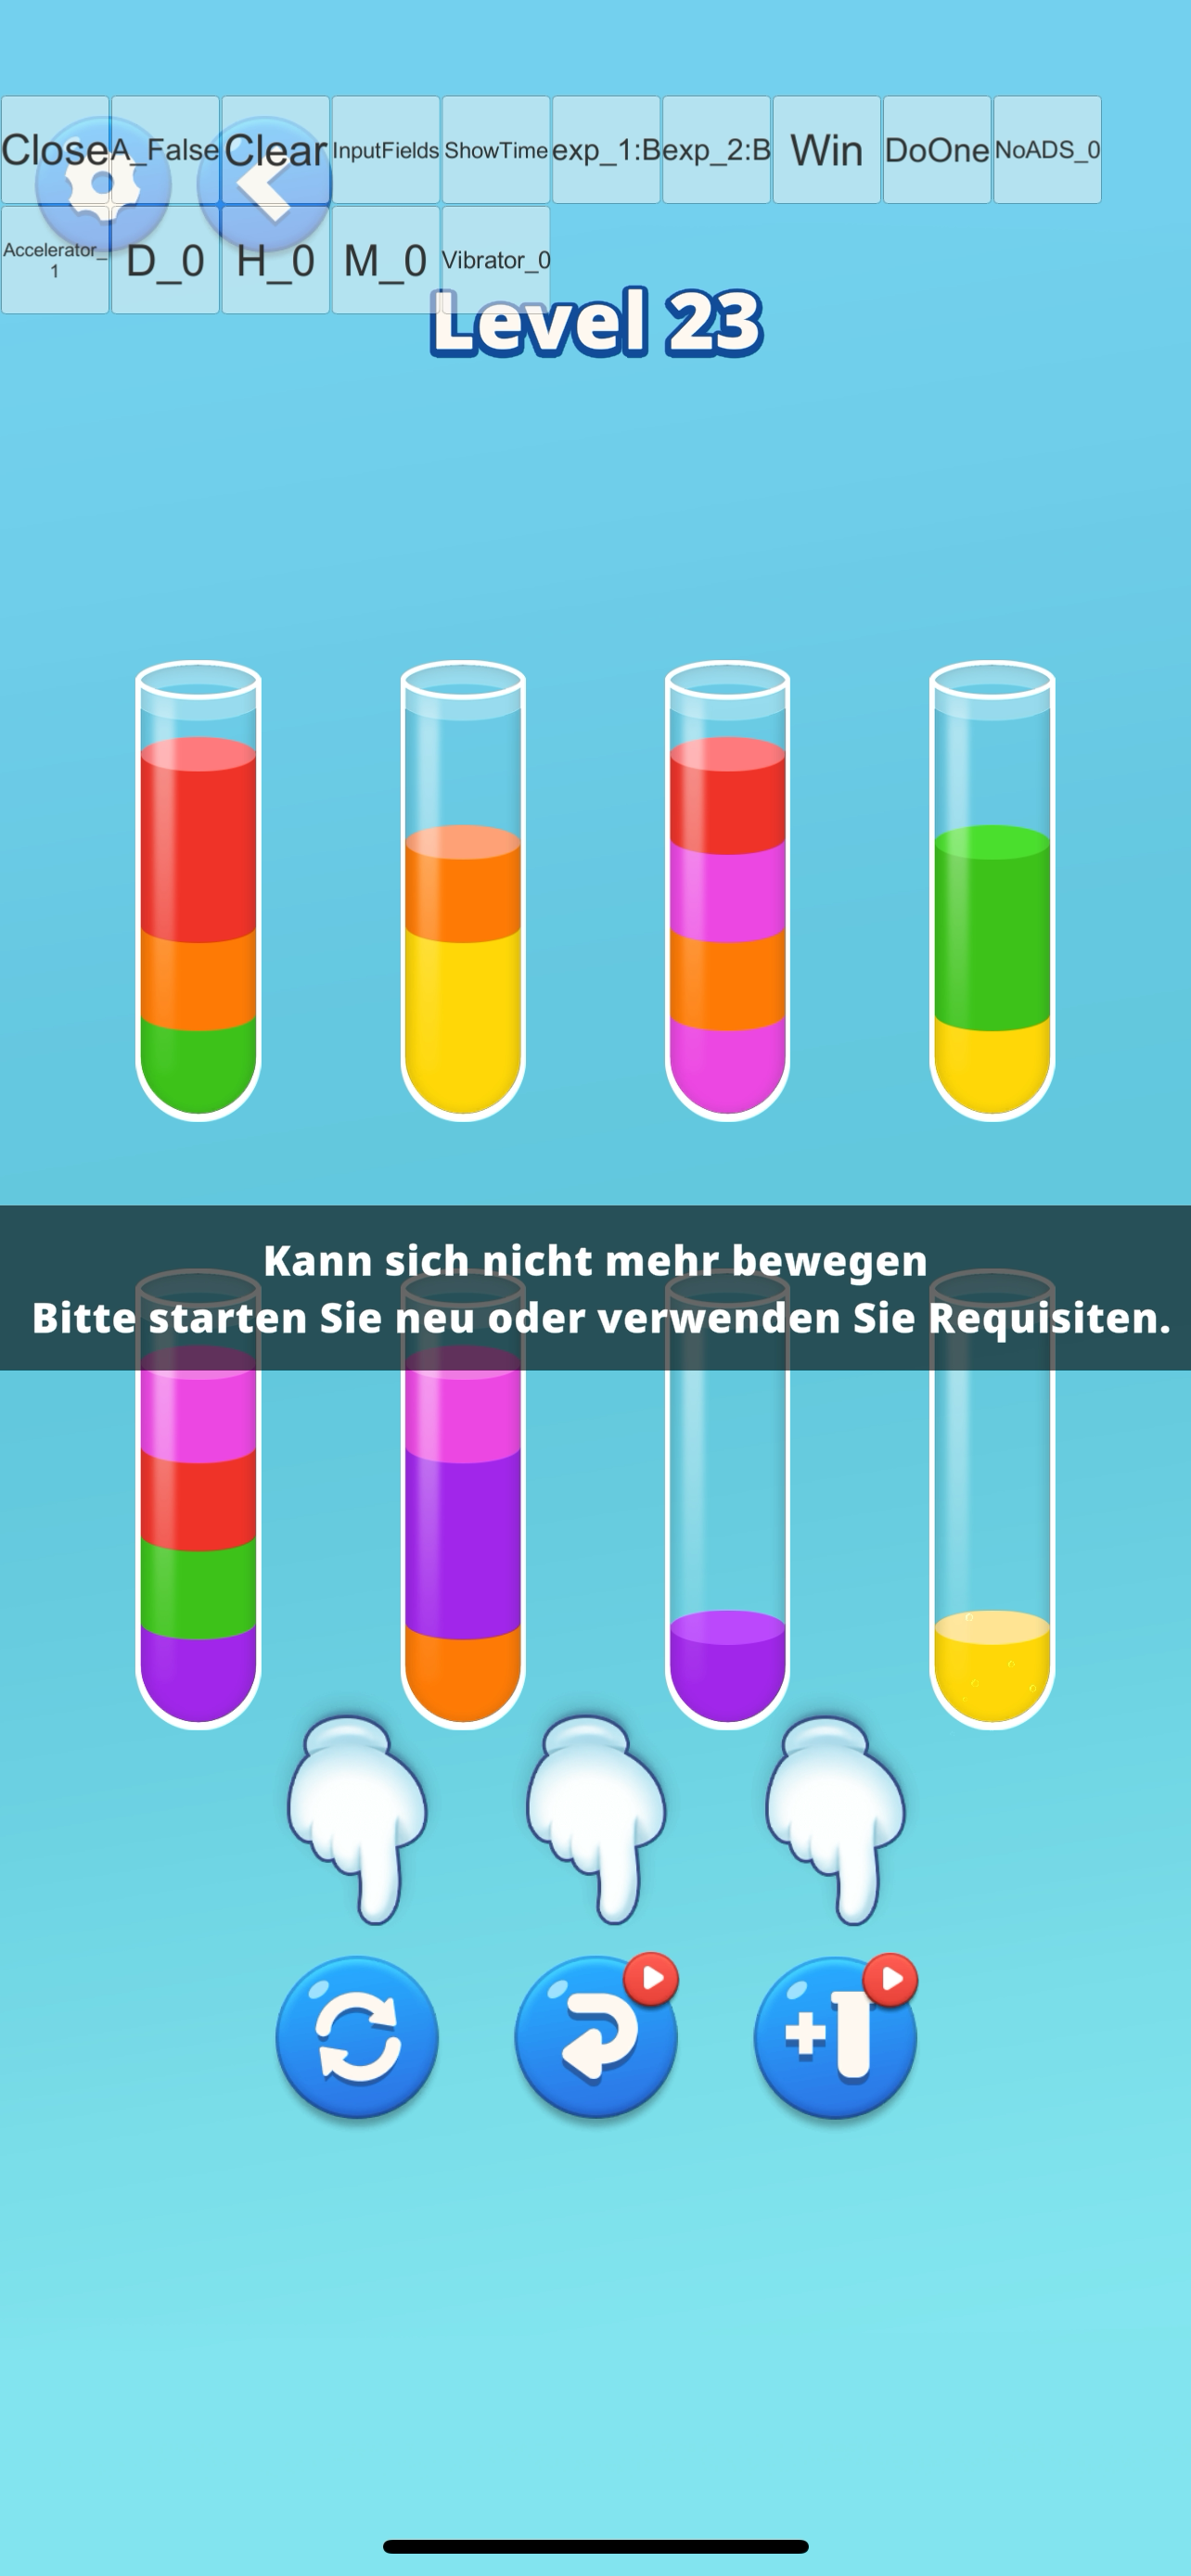 Close A_False Clear InputFields ShowTime exp_1:B exp_2:B Win DoOne NoADS_0
Accelerator_
1
D_0 H_0 M_0 Vibrator_0
Level 23
Kann sich nicht mehr bewegen
Bitte starten Sie neu oder verwenden Sie Requisiten.
+1